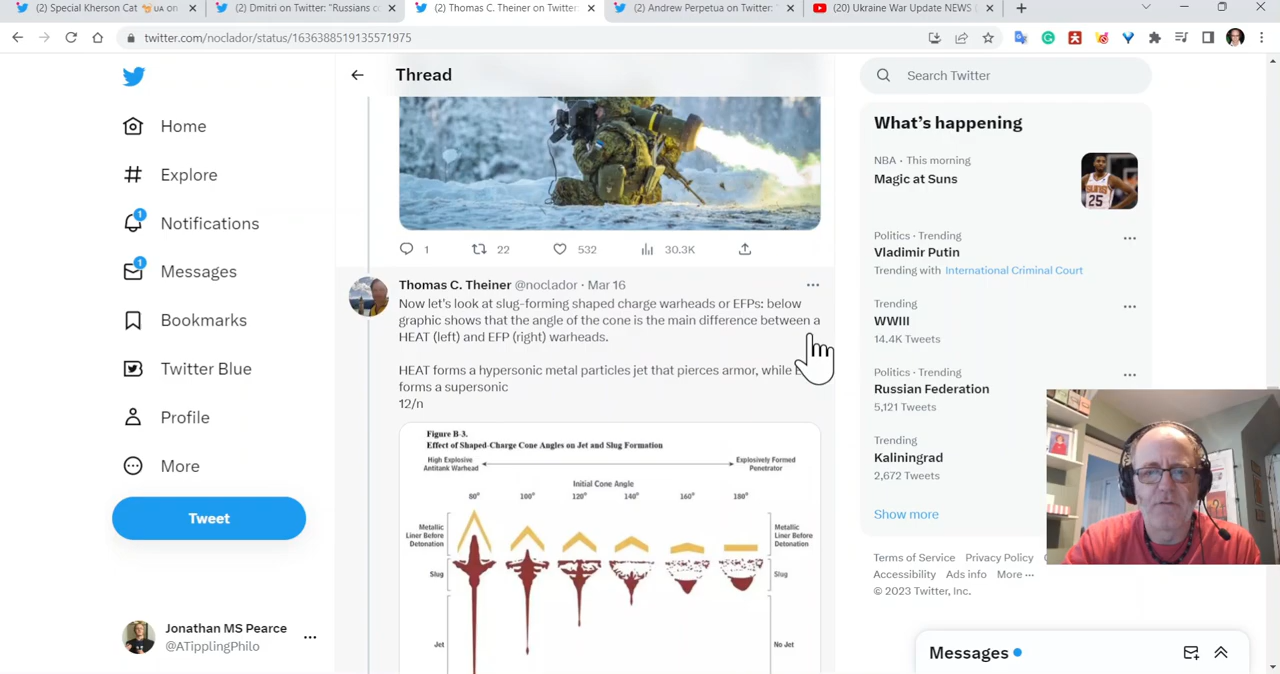 (2) Special Kherson Cat
UA on
(2) Dmitri on Twitter: "Russians co
(2) Thomas C. Theiner on Twitter
(2) Andrew Perpetua on Twitter: "
(20) Ukraine War Update NEWS
twitter.com/noclador/status/1636388519135571975
Thread
Search Twitter
Home
Explore
1
Notifications
1
Messages
Bookmarks
Twitter Blue
Profile
More
Tweet
Jonathan MS Pearce
@ATipplingPhilo
1
22
532
30.3K
Thomas C. Theiner @noclador · Mar 16
Now let's look at slug-forming shaped charge warheads or EFPs: below
graphic shows that the angle of the cone is the main difference between a
HEAT (left) and EFP (right) warheads.
HEAT forms a hypersonic metal particles jet that pierces armor, while
forms a supersonic
12/n
Figure B-3.
Effect of Shaped-Charge Cone Angles on Jet and Slug Formation
High Explosive
Antitank Warhead
Explosively Formed
Penetrator
Initial Cone Angle
80° 100° 120° 140° 160° 180°
Metallic
Liner Before
Detonation
Metallic
Liner Before
Detonation
Slug
Slug
Jet
No Jet
What's happening
NBA · This morning
Magic at Suns
SUNS
25
Politics · Trending
Vladimir Putin
Trending with International Criminal Court
Trending
WWIII
14.4K Tweets
Politics · Trending
Russian Federation
5,121 Tweets
Trending
Kaliningrad
2,672 Tweets
Show more
Terms of Service Privacy Policy
Accessibility Ads info More ···
© 2023 Twitter, Inc.
Messages